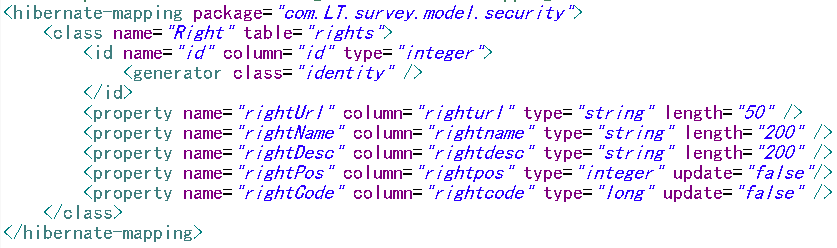 <hibernate-mapping package="com.LT.survey.model.security">
<class name="Right" table="rights">
<id name="id" column="id" type="integer">
<generator class="identity" />
</id>
<property name="rightUrl" column="righturl" type="string" length="50" />
<property name="rightName" column="rightname" type="string" length="200" />
<property name="rightDesc" column="rightdesc" type="string" length="200" />
<property name="rightPos" column="rightpos" type="integer" update="false"/>
<property name="rightCode" column="rightcode" type="long" update="false" />
</class>
</hibernate-mapping>